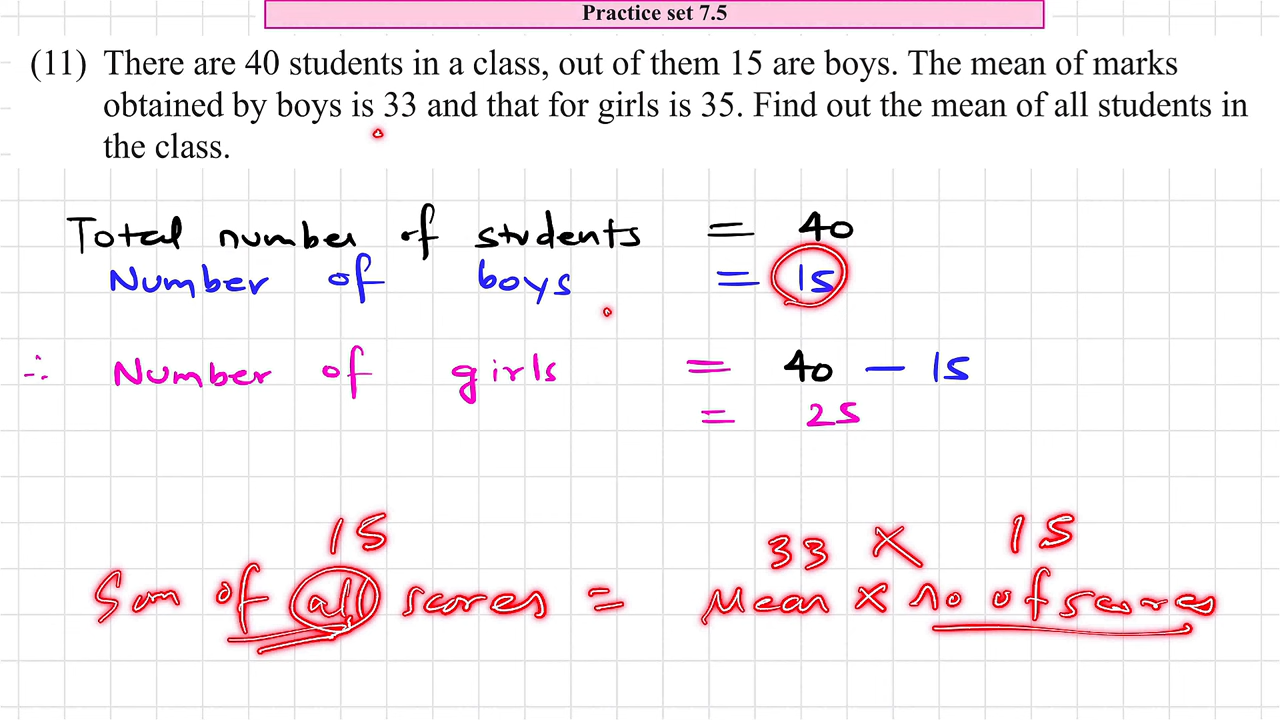 Practice set 7.5
(11) There are 40 students in a class, out of them 15 are boys. The mean of marks
obtained by boys is 33 and that for girls is 35. Find out the mean of all students in
the class.
Total number of students = 40
Number of boys = 15
∴ Number of girls = 40 - 15
= 25
15 33 × 15
Sum of all scores = Mean × no of scores